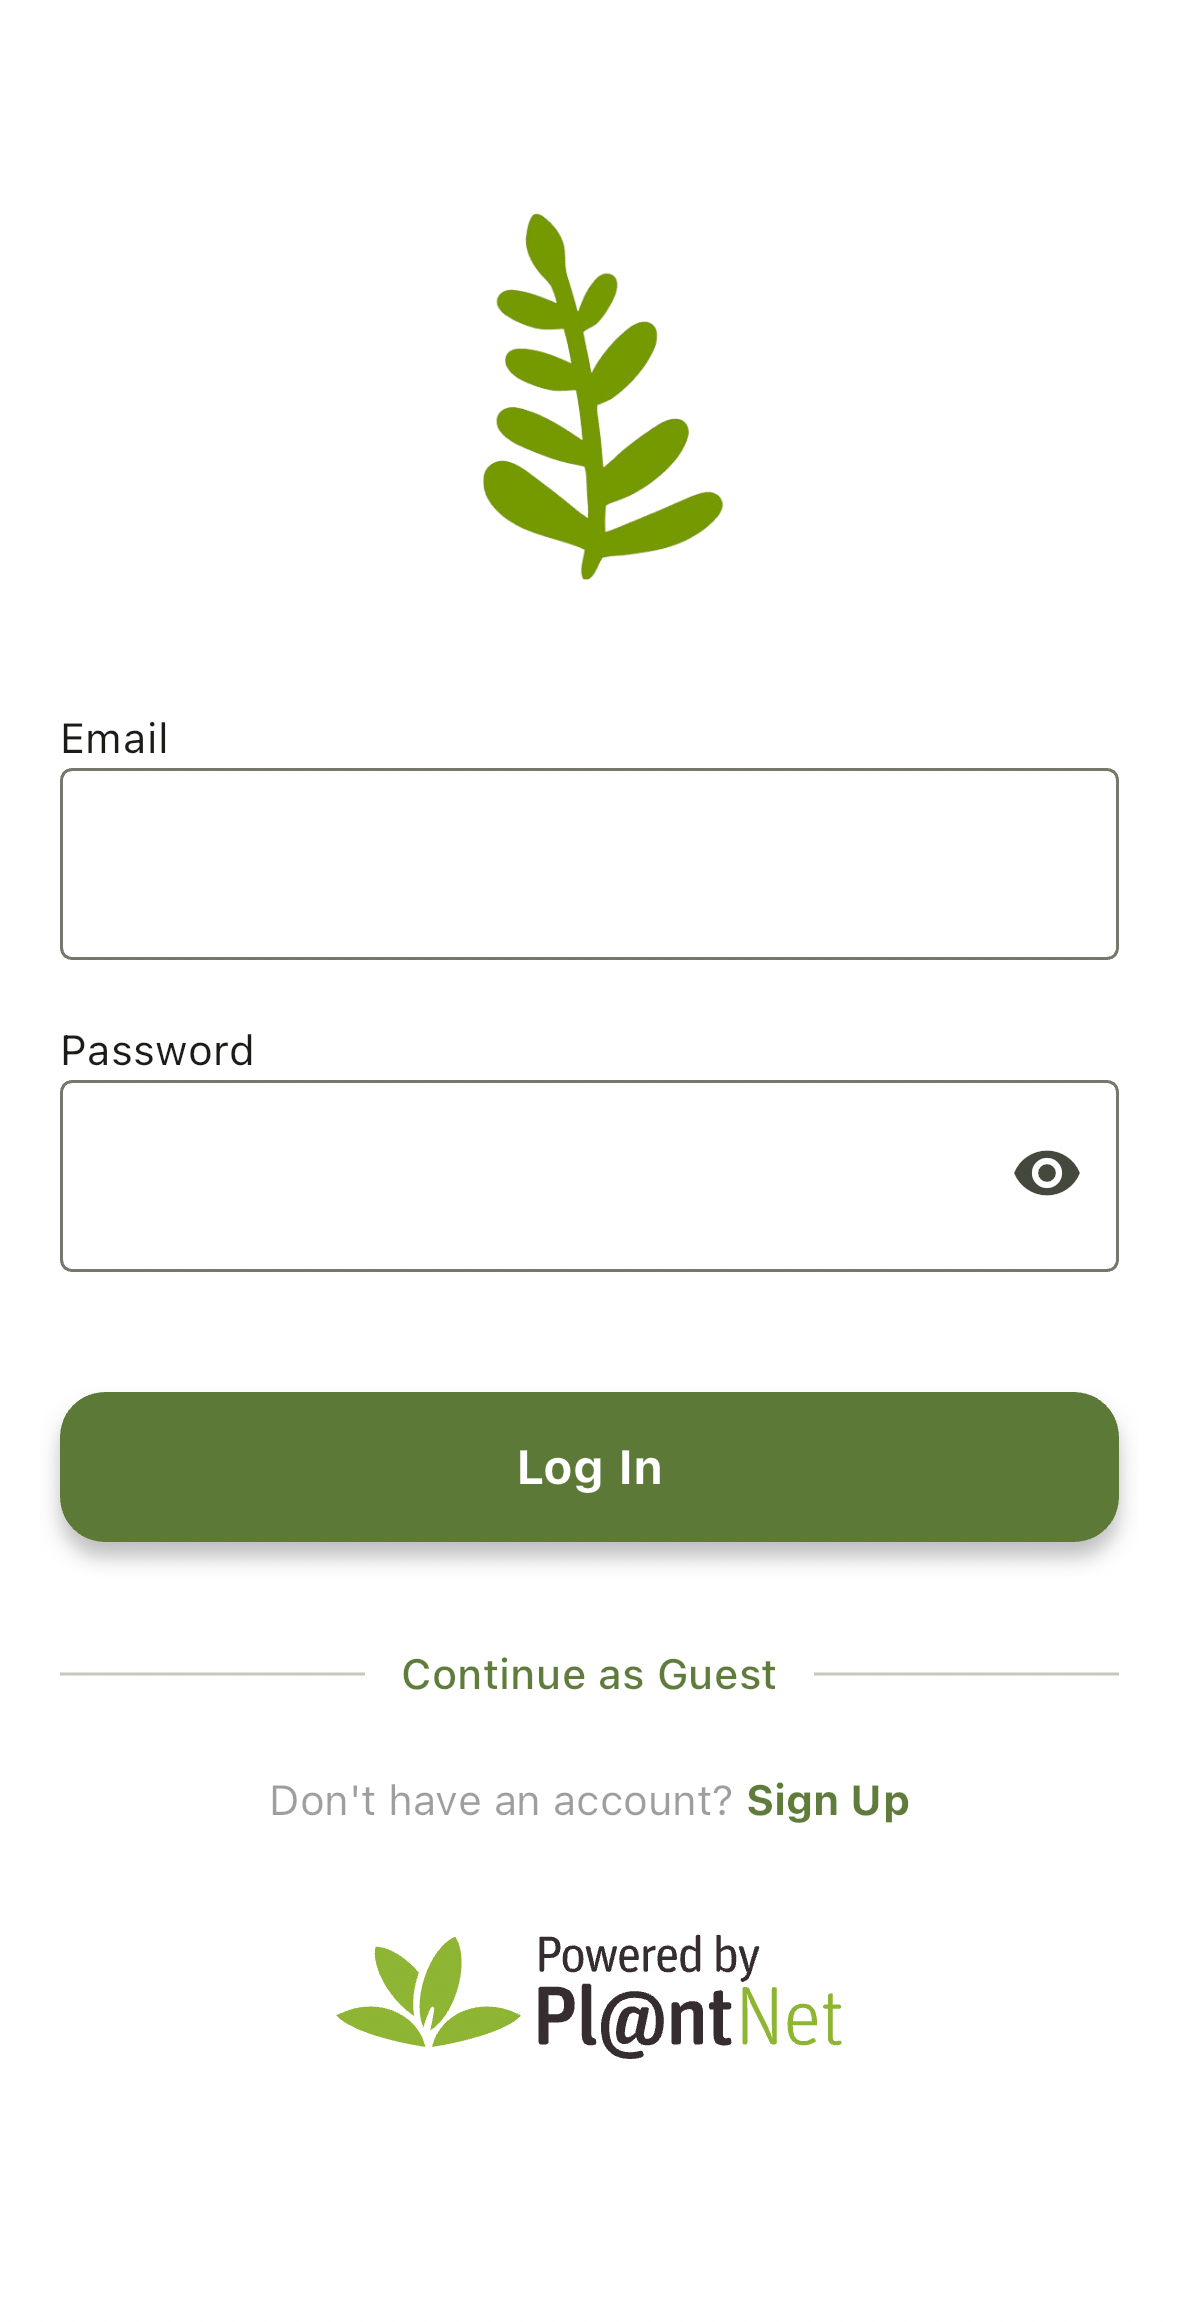 Email
Password
Log In
Continue as Guest
Don't have an account? Sign Up
Powered by
Pl@ntNet